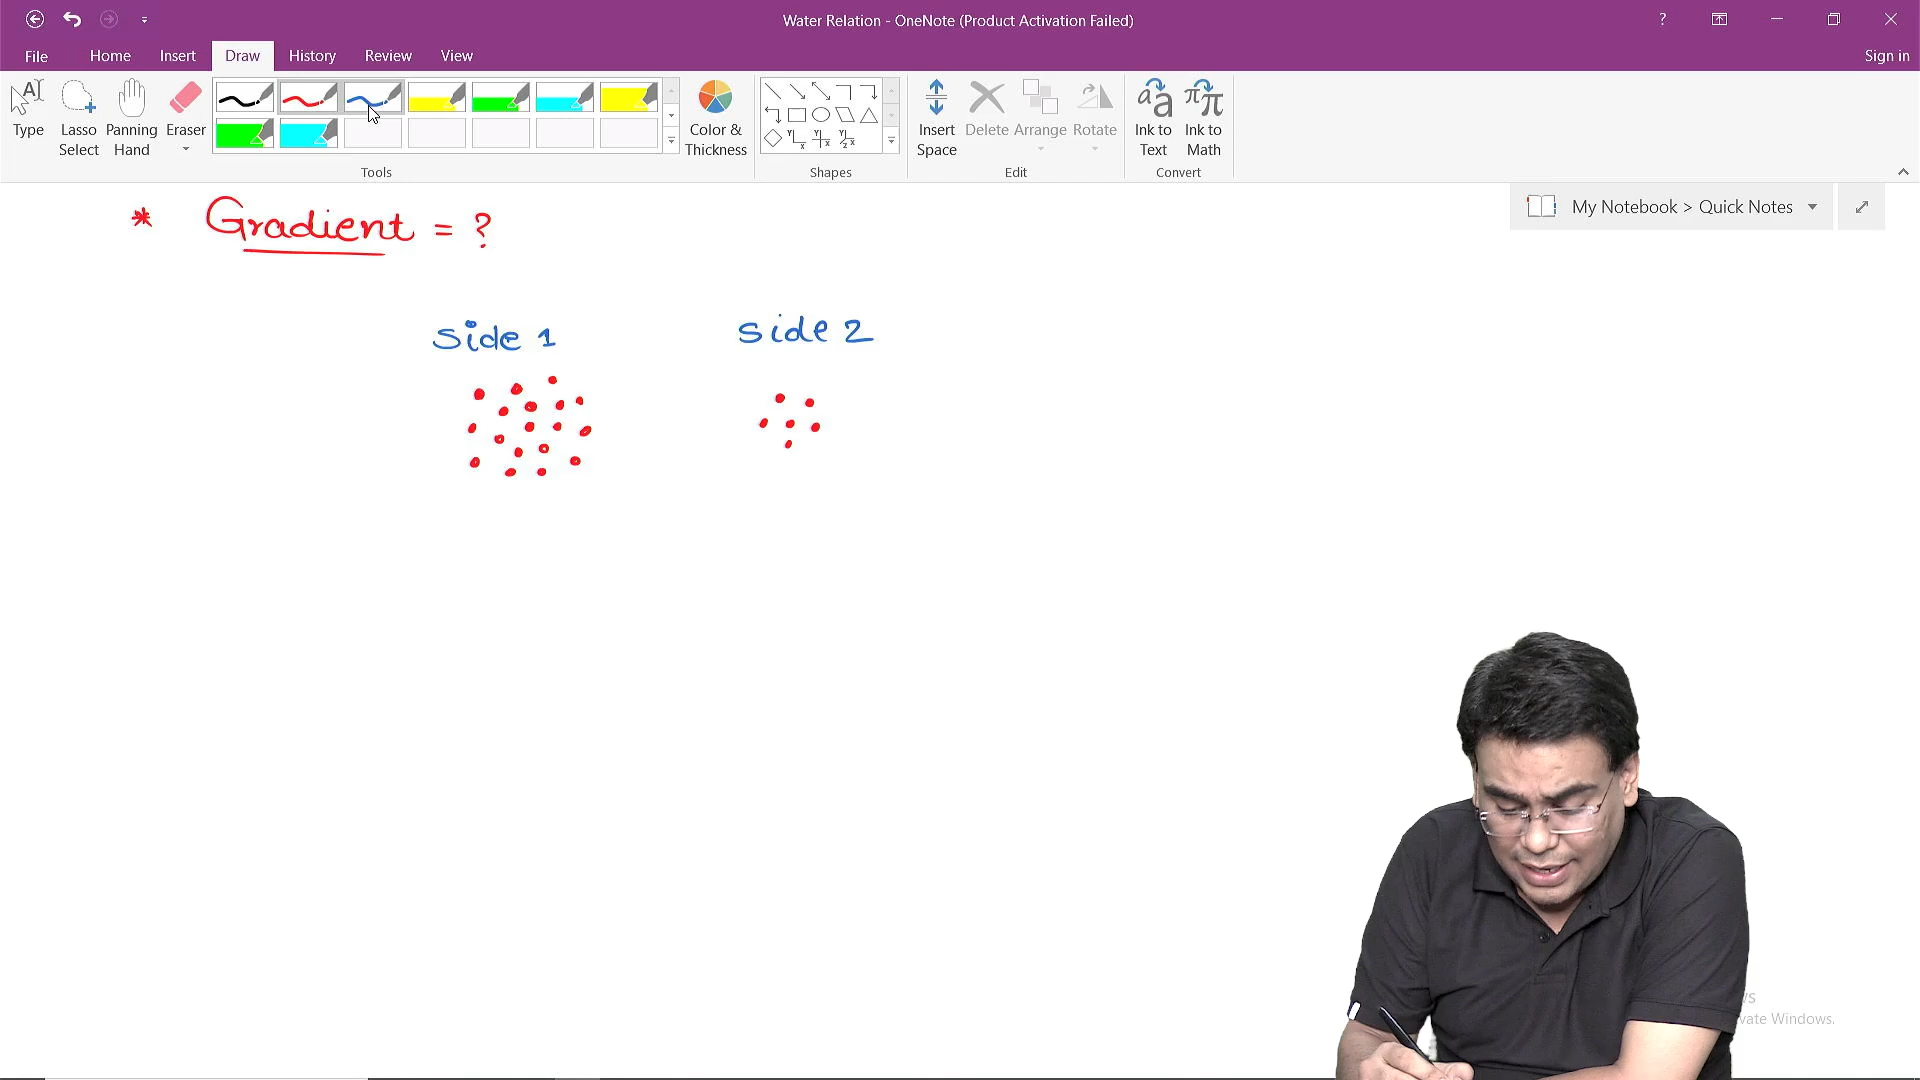 Water Relation - OneNote (Product Activation Failed)
?
File Home Insert Draw History Review View Sign in
Type
Lasso Select
Panning Hand
Eraser
Color & Thickness
Insert Space
Delete
Arrange
Rotate
Ink to Text
Ink to Math
Tools Shapes Edit Convert
My Notebook > Quick Notes
* Gradient = ?
Side 1 Side 2
vate Windows.